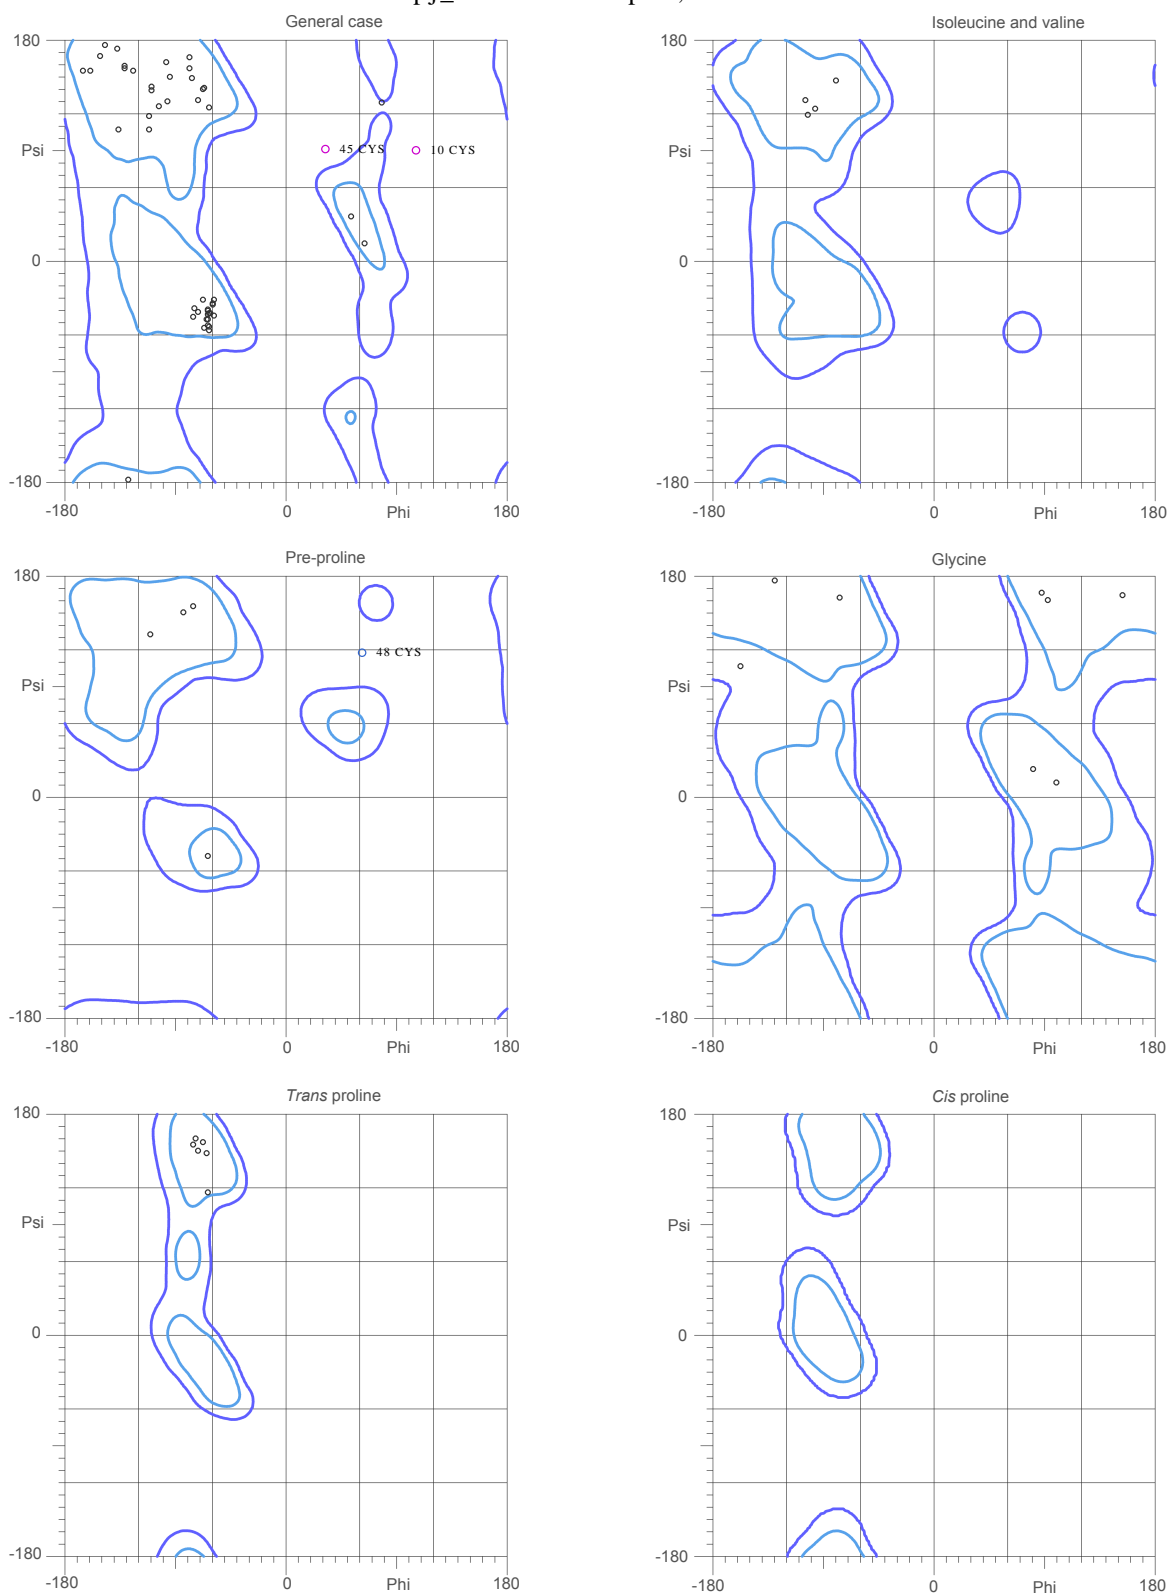 General case
Isoleucine and valine
180
180
45 CYS
10 CYS
Psi
Psi
0
0
-180
-180
-180
0
Phi
180
-180
0
Phi
180
Pre-proline
Glycine
180
180
48 CYS
Psi
Psi
0
0
-180
-180
-180
0
Phi
180
-180
0
Phi
180
Trans proline
Cis proline
180
180
Psi
Psi
0
0
-180
-180
-180
0
Phi
180
-180
0
Phi
180